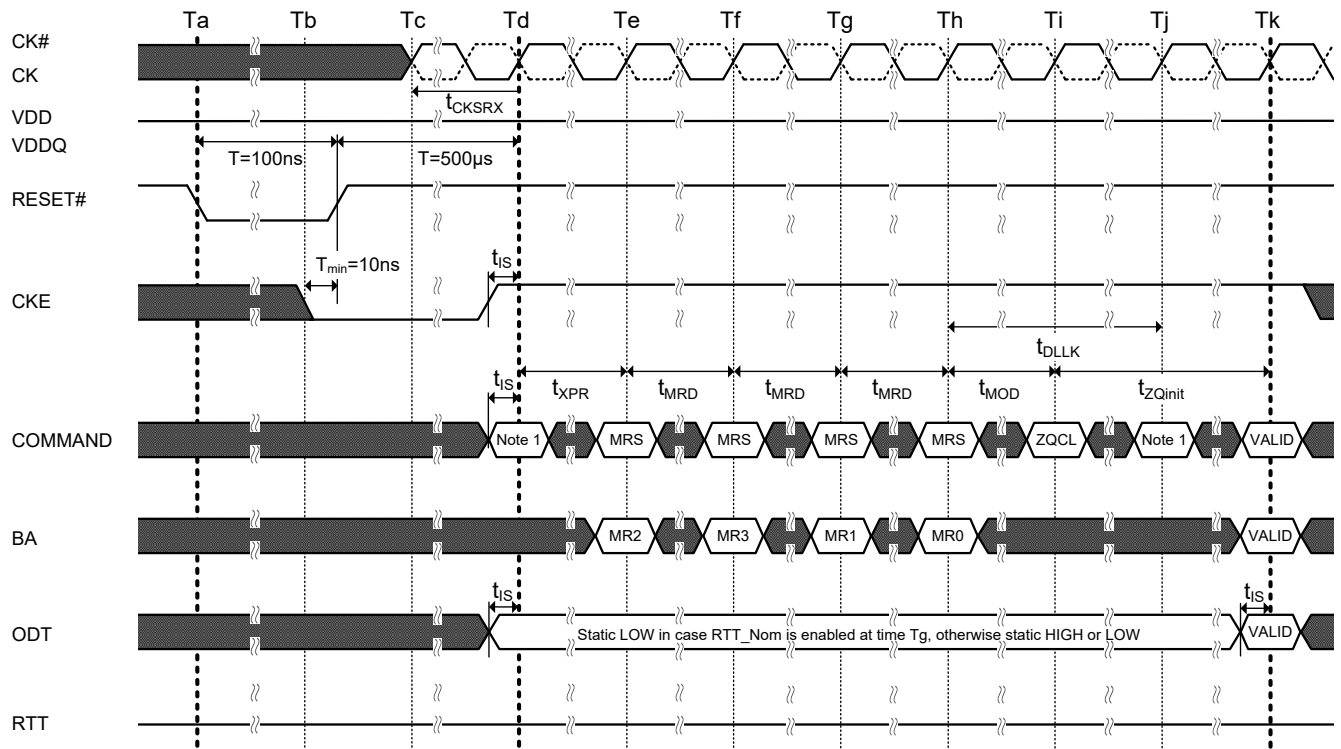 Ta Tb Tc Td Te Tf Tg Th Ti Tj Tk
CK#
CK
tCKSRX
VDD
VDDQ
T=100ns T=500µs
RESET#
Tmin=10ns tIS
CKE
tDLLK
tIS tXPR tMRD tMRD tMRD tMOD tZQinit
COMMAND Note 1 MRS MRS MRS MRS ZQCL Note 1 VALID
BA MR2 MR3 MR1 MR0 VALID
tIS tIS
ODT Static LOW in case RTT_Nom is enabled at time Tg, otherwise static HIGH or LOW VALID
RTT